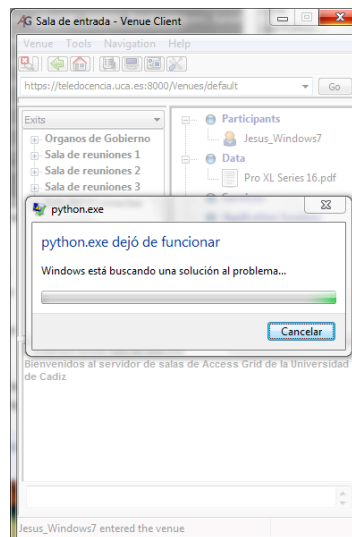 AG Sala de entrada - Venue Client
Venue Tools Navigation Help
https://teledocencia.uca.es:8000/Venues/default
Go
Exits
Organos de Gobierno
Sala de reuniones 1
Sala de reuniones 2
Sala de reuniones 3
Participants
Jesus_Windows7
Data
Pro XL Series 16.pdf
python.exe
python.exe dejó de funcionar
Windows está buscando una solución al problema...
Cancelar
Bienvenidos al servidor de salas de Access Grid de la Universidad
de Cadiz
Jesus_Windows7 entered the venue